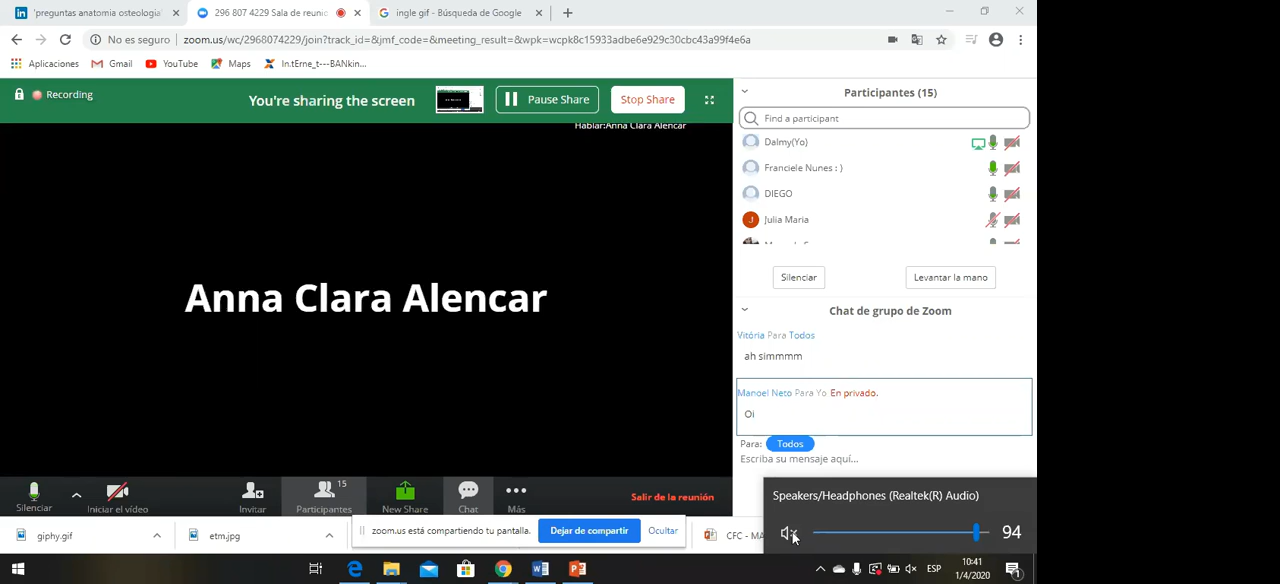 'preguntas anatomia osteologia
296 807 4229 Sala de reunio
ingle gif - Búsqueda de Google
No es seguro
zoom.us/wc/2968074229/join?track_id=&jmf_code=&meeting_result=&wpk=wcpk8c15933adbe6e929c30cbc43a99f4e6a
Aplicaciones
Gmail
YouTube
Maps
In.tErne_t---BANkin...
Recording
You're sharing the screen
Pause Share
Stop Share
Hablar:Anna Clara Alencar
Anna Clara Alencar
Participantes (15)
Find a participant
Dalmy(Yo)
Franciele Nunes : )
DIEGO
J
Julia Maria
Silenciar
Levantar la mano
Chat de grupo de Zoom
Vitória Para Todos
ah simmmm
Manoel Neto Para Yo En privado.
Oi
Para: Todos
Escriba su mensaje aquí...
Silenciar
Iniciar el vídeo
Invitar
15
Participantes
New Share
Chat
Más
Salir de la reunión
Speakers/Headphones (Realtek(R) Audio)
94
giphy.gif
etm.jpg
zoom.us está compartiendo tu pantalla.
Dejar de compartir
Ocultar
CFC - MA
ESP
10:41
1/4/2020
1